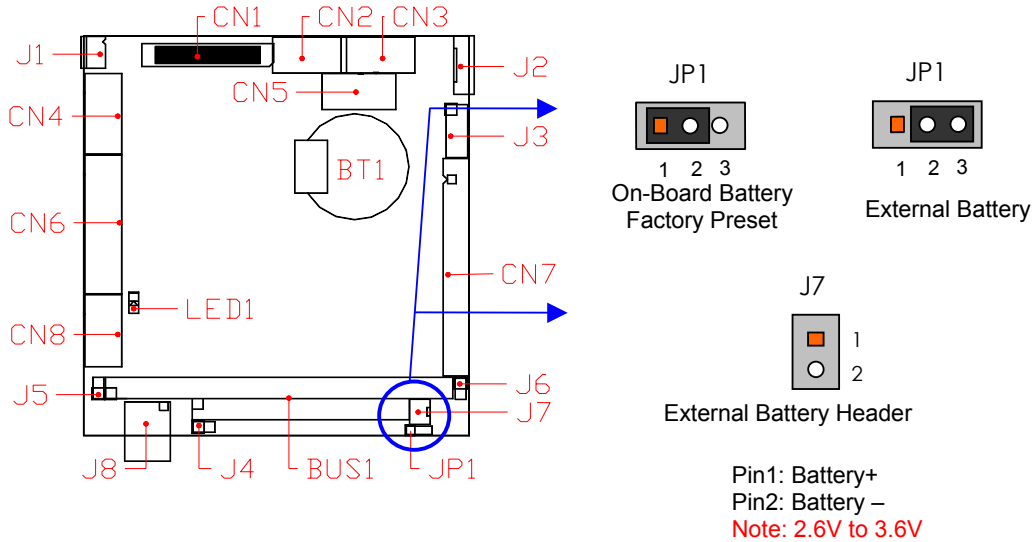 CN1
CN2
CN3
J1
J2
CN5
CN4
J3
BT1
CN6
CN7
LED1
CN8
J5
J6
J7
J8
J4
BUS1
JP1
JP1
1 2 3
On-Board Battery
Factory Preset
JP1
1 2 3
External Battery
J7
1
2
External Battery Header
Pin1: Battery+
Pin2: Battery –
Note: 2.6V to 3.6V